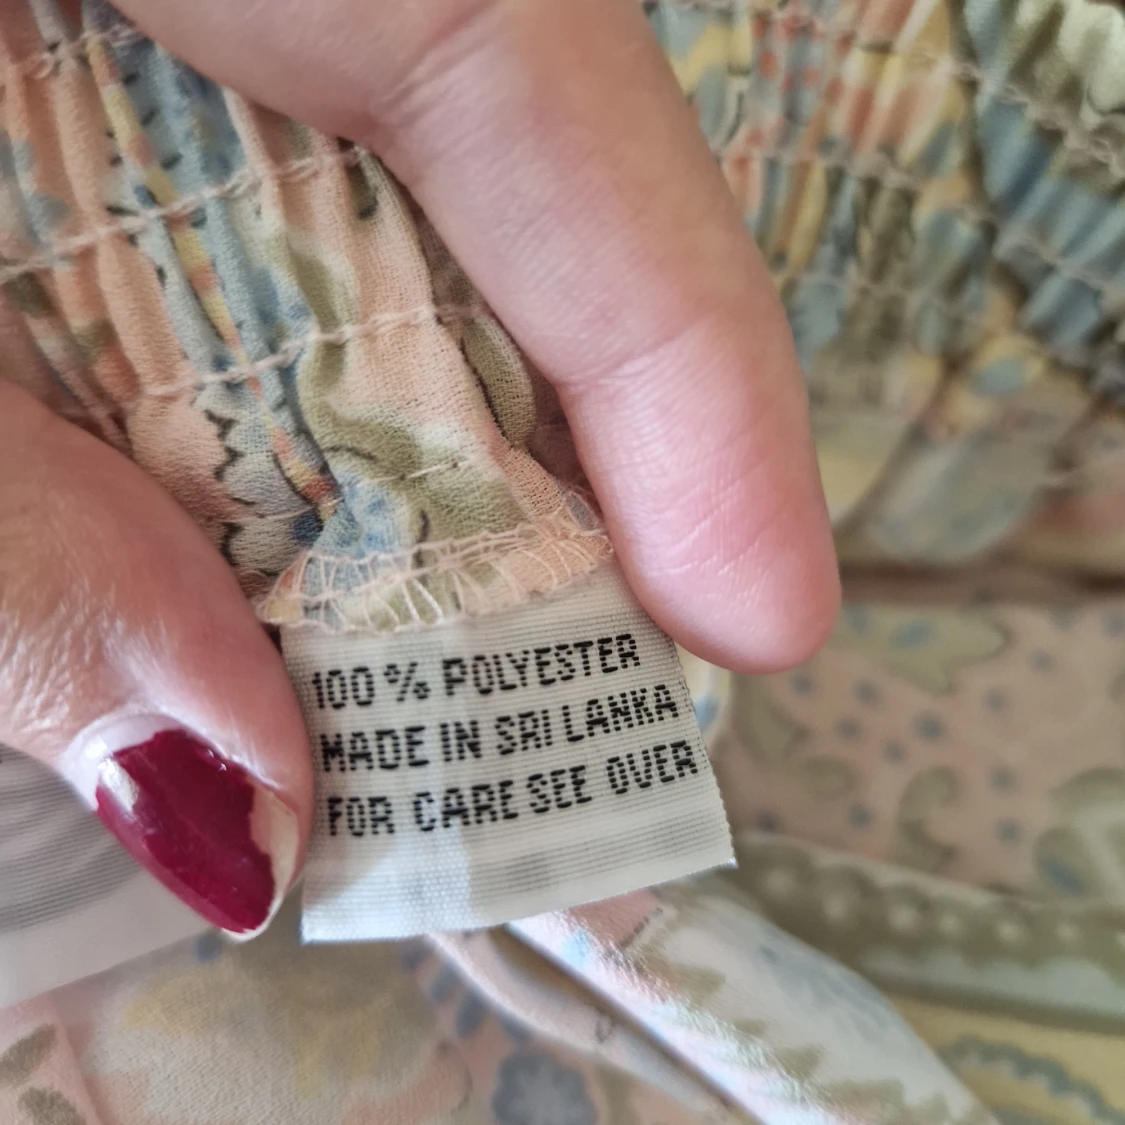 100% POLYESTER
MADE IN SRI LANKA
FOR CARE SEE OVER